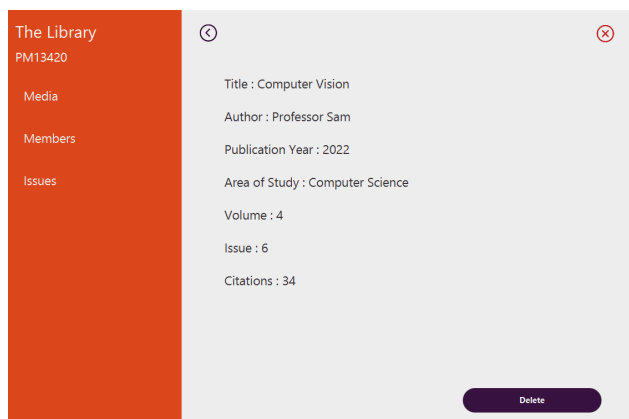 The Library
PM13420
Media
Members
Issues
Title : Computer Vision
Author : Professor Sam
Publication Year : 2022
Area of Study : Computer Science
Volume : 4
Issue : 6
Citations : 34
Delete